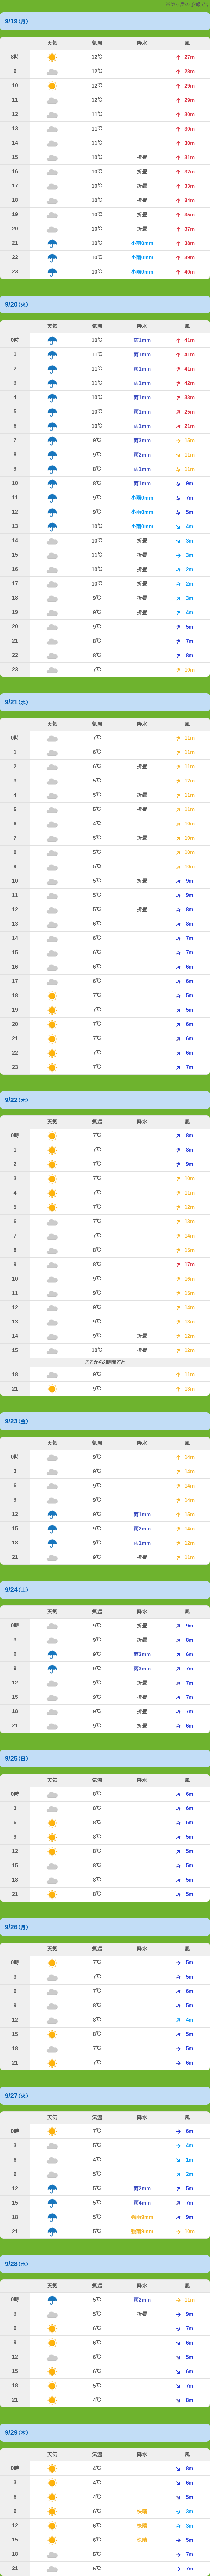 9/19(月)
天気 気温 降水 風
8時 12℃ 27m
9 12℃ 28m
10 12℃ 29m
11 12℃ 29m
12 11℃ 30m
13 11℃ 30m
14 11℃ 30m
15 10℃ 折畳 31m
16 10℃ 折畳 32m
17 10℃ 折畳 33m
18 10℃ 折畳 34m
19 10℃ 折畳 35m
20 10℃ 折畳 37m
21 10℃ 小雨0mm 38m
22 10℃ 小雨0mm 39m
23 10℃ 小雨0mm 40m
9/20(火)
天気 気温 降水 風
0時 10℃ 雨1mm 41m
1 11℃ 雨1mm 41m
2 11℃ 雨1mm 41m
3 11℃ 雨1mm 42m
4 10℃ 雨1mm 33m
5 10℃ 雨1mm 25m
6 10℃ 雨1mm 21m
7 9℃ 雨3mm 15m
8 9℃ 雨2mm 11m
9 8℃ 雨1mm 11m
10 8℃ 雨1mm 9m
11 9℃ 小雨0mm 7m
12 9℃ 小雨0mm 5m
13 10℃ 小雨0mm 4m
14 10℃ 折畳 3m
15 11℃ 折畳 3m
16 10℃ 折畳 2m
17 10℃ 折畳 2m
18 9℃ 折畳 3m
19 9℃ 折畳 4m
20 9℃ 5m
21 8℃ 7m
22 8℃ 8m
23 7℃ 10m
9/21(水)
天気 気温 降水 風
0時 7℃ 11m
1 6℃ 11m
2 6℃ 折畳 11m
3 5℃ 12m
4 5℃ 折畳 11m
5 5℃ 折畳 11m
6 4℃ 10m
7 5℃ 折畳 10m
8 5℃ 10m
9 5℃ 10m
10 5℃ 折畳 9m
11 5℃ 9m
12 5℃ 折畳 8m
13 6℃ 8m
14 6℃ 7m
15 6℃ 7m
16 6℃ 6m
17 6℃ 6m
18 7℃ 5m
19 7℃ 5m
20 7℃ 6m
21 7℃ 6m
22 7℃ 6m
23 7℃ 7m
9/22(木)
天気 気温 降水 風
0時 7℃ 8m
1 7℃ 8m
2 7℃ 9m
3 7℃ 10m
4 7℃ 11m
5 7℃ 12m
6 7℃ 13m
7 7℃ 14m
8 8℃ 15m
9 8℃ 17m
10 9℃ 16m
11 9℃ 15m
12 9℃ 14m
13 9℃ 13m
14 9℃ 折畳 12m
15 10℃ 折畳 12m
ここから3時間ごと
18 9℃ 11m
21 9℃ 13m
9/23(金)
天気 気温 降水 風
0時 9℃ 14m
3 9℃ 14m
6 9℃ 14m
9 9℃ 14m
12 9℃ 雨1mm 15m
15 9℃ 雨2mm 14m
18 9℃ 雨1mm 12m
21 9℃ 折畳 11m
9/24(土)
天気 気温 降水 風
0時 9℃ 折畳 9m
3 9℃ 折畳 8m
6 9℃ 雨3mm 6m
9 9℃ 雨3mm 7m
12 9℃ 折畳 7m
15 9℃ 折畳 7m
18 9℃ 折畳 7m
21 9℃ 折畳 6m
9/25(日)
天気 気温 降水 風
0時 8℃ 6m
3 8℃ 6m
6 8℃ 6m
9 8℃ 5m
12 8℃ 5m
15 8℃ 5m
18 8℃ 5m
21 8℃ 5m
9/26(月)
天気 気温 降水 風
0時 7℃ 5m
3 7℃ 5m
6 7℃ 6m
9 8℃ 5m
12 8℃ 4m
15 8℃ 5m
18 7℃ 5m
21 7℃ 6m
9/27(火)
天気 気温 降水 風
0時 7℃ 6m
3 5℃ 4m
6 4℃ 1m
9 5℃ 2m
12 5℃ 雨2mm 5m
15 5℃ 雨4mm 7m
18 5℃ 9m
21 5℃ 10m
9/28(水)
天気 気温 降水 風
0時 5℃ 雨2mm 11m
3 5℃ 折畳 9m
6 6℃ 7m
9 6℃ 6m
12 6℃ 5m
15 6℃ 6m
18 5℃ 7m
21 4℃ 8m
9/29(木)
天気 気温 降水 風
0時 4℃ 8m
3 4℃ 6m
6 4℃ 5m
9 6℃ 3m
12 6℃ 3m
15 6℃ 5m
18 5℃ 7m
21 5℃ 7m